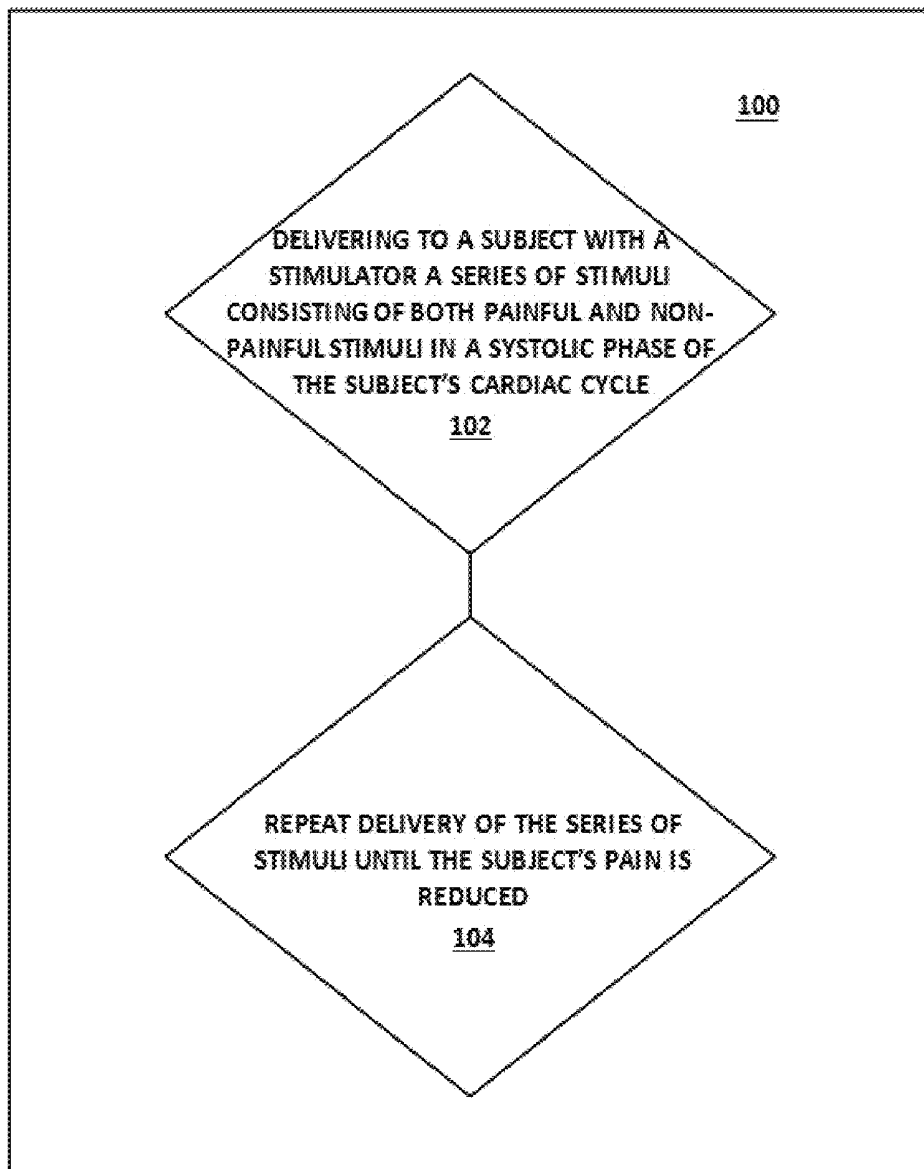 100
DELIVERING TO A SUBJECT WITH A
STIMULATOR A SERIES OF STIMULI
CONSISTING OF BOTH PAINFUL AND NON-
PAINFUL STIMULI IN A SYSTOLIC PHASE OF
THE SUBJECT'S CARDIAC CYCLE
102
REPEAT DELIVERY OF THE SERIES OF
STIMULI UNTIL THE SUBJECT'S PAIN IS
REDUCED
104